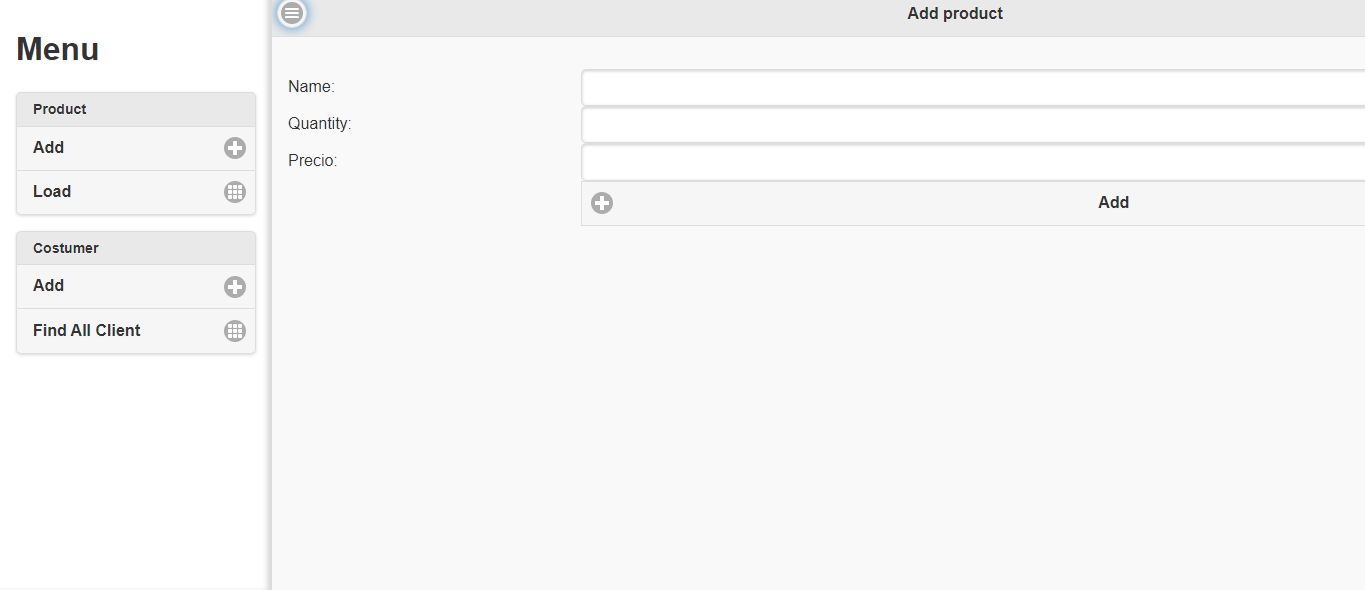 Menu
Product
Add
Load
Costumer
Add
Find All Client
Add product
Name:
Quantity:
Precio:
Add